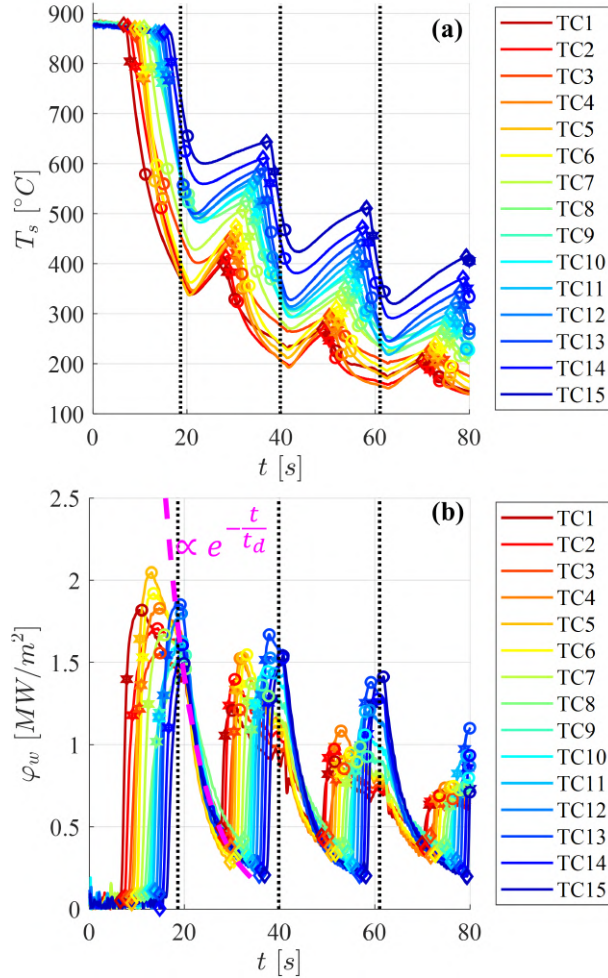 (a)
900
800
700
600
500
400
300
200
100
T_s [°C]
0 20 40 60 80
t [s]
TC1
TC2
TC3
TC4
TC5
TC6
TC7
TC8
TC9
TC10
TC11
TC12
TC13
TC14
TC15
(b)
2.5
2
1.5
1
0.5
0
φ_w [MW/m²]
∝ e^{-t/t_d}
0 20 40 60 80
t [s]
TC1
TC2
TC3
TC4
TC5
TC6
TC7
TC8
TC9
TC10
TC11
TC12
TC13
TC14
TC15